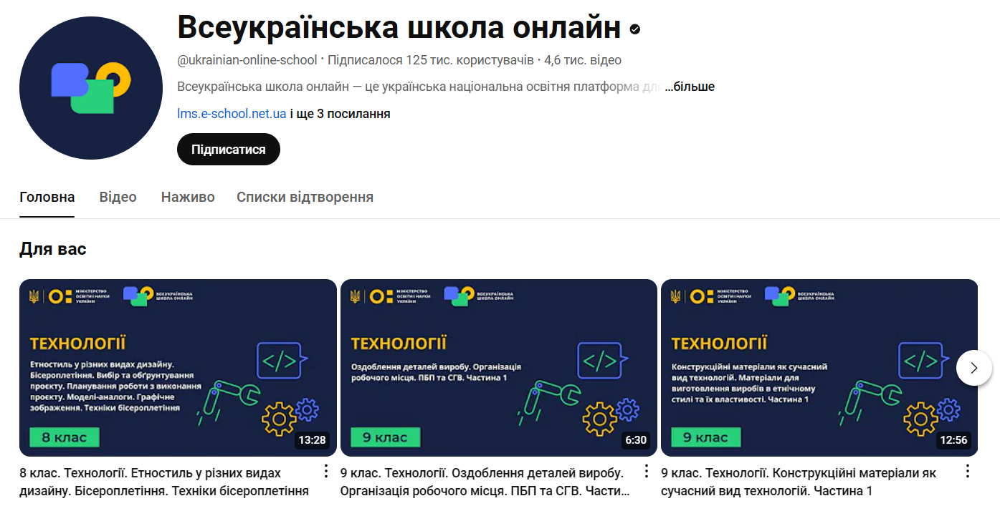 Всеукраїнська школа онлайн
@ukrainian-online-school · Підписалося 125 тис. користувачів · 4,6 тис. відео
Всеукраїнська школа онлайн — це українська національна освітня платформа для ...більше
lms.e-school.net.ua і ще 3 посилання
Підписатися
Головна Відео Наживо Списки відтворення
Для вас
МІНІСТЕРСТВО
ОСВІТИ І НАУКИ
УКРАЇНИ
ВСЕУКРАЇНСЬКА
ШКОЛА ОНЛАЙН
ТЕХНОЛОГІЇ
Етностиль у різних видах дизайну.
Бісероплетіння. Вибір та обґрунтування
проєкту. Планування роботи з виконання
проєкту. Моделі-аналоги. Графічне
зображення. Техніки бісероплетіння
</>
8 клас
13:28
8 клас. Технології. Етностиль у різних видах
дизайну. Бісероплетіння. Техніки бісероплетіння
МІНІСТЕРСТВО
ОСВІТИ І НАУКИ
УКРАЇНИ
ВСЕУКРАЇНСЬКА
ШКОЛА ОНЛАЙН
ТЕХНОЛОГІЇ
Оздоблення деталей виробу. Організація
робочого місця. ПБП та СГВ. Частина 1
</>
9 клас
6:30
9 клас. Технології. Оздоблення деталей виробу.
Організація робочого місця. ПБП та СГВ. Части...
МІНІСТЕРСТВО
ОСВІТИ І НАУКИ
УКРАЇНИ
ВСЕУКРАЇНСЬКА
ШКОЛА ОНЛАЙН
ТЕХНОЛОГІЇ
Конструкційні матеріали як сучасний
вид технологій. Матеріали для
виготовлення виробів в етнічному
стилі та їх властивості. Частина 1
</>
9 клас
12:56
9 клас. Технології. Конструкційні матеріали як
сучасний вид технологій. Частина 1